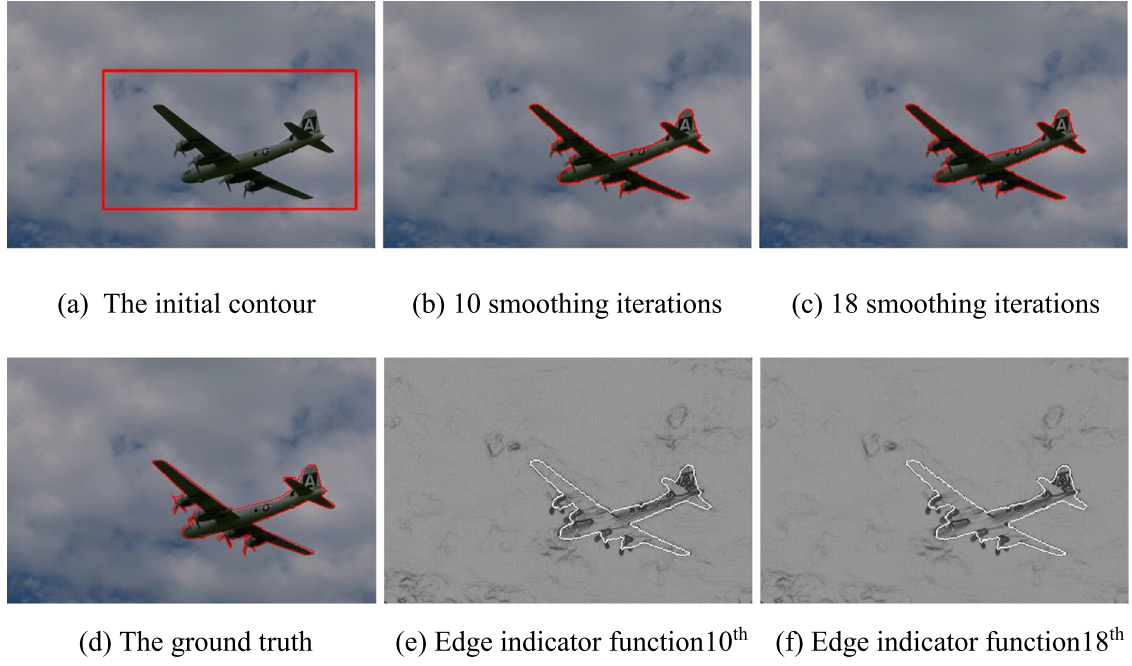 A
A
A
(a) The initial contour
(b) 10 smoothing iterations
(c) 18 smoothing iterations
A
A
A
(d) The ground truth
(e) Edge indicator function10th
(f) Edge indicator function18th